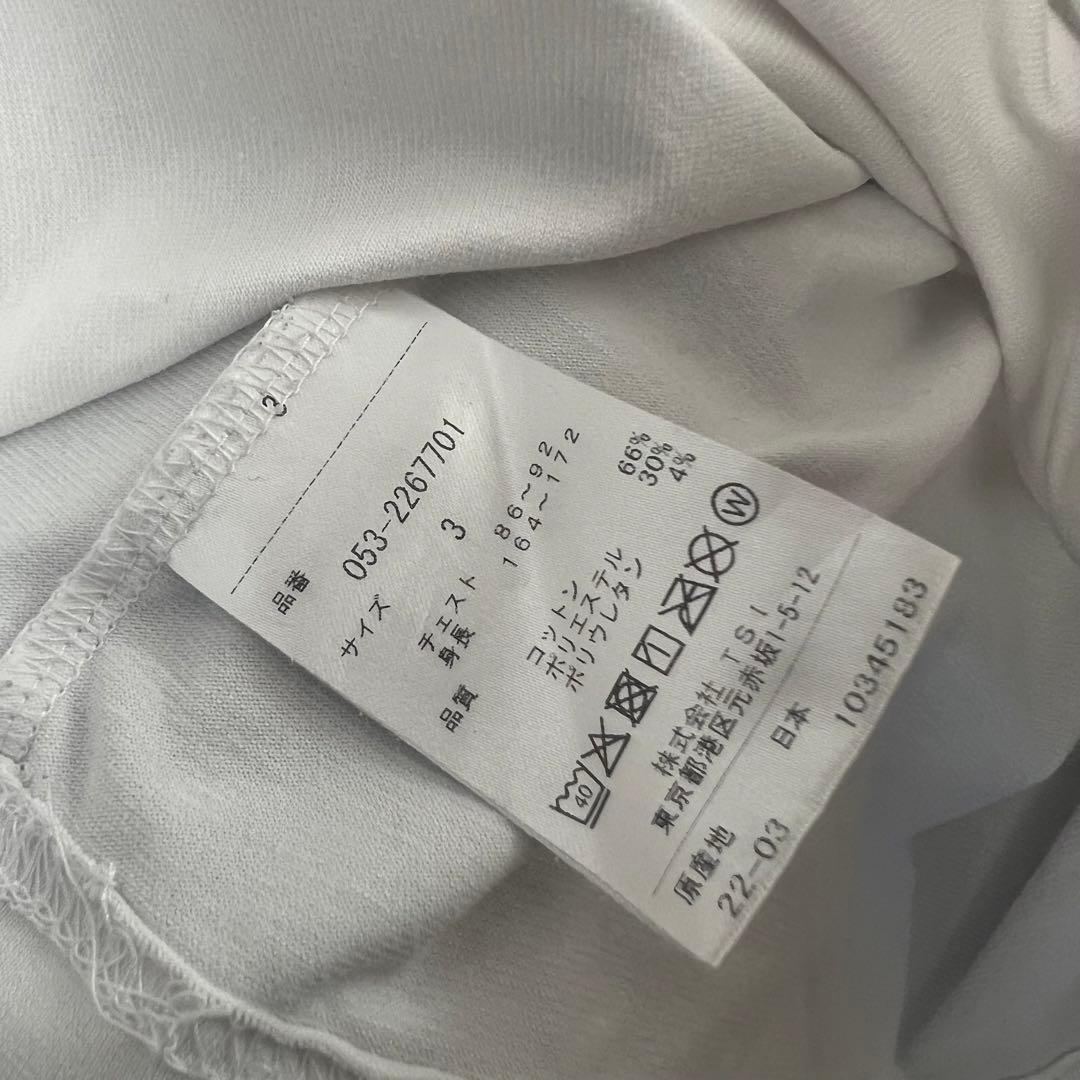 3
品番
053-2267701
サイズ 3
チェスト 86～92
身長 164～172
品質
コットン 66%
ポリエステル 30%
ポリウレタン 4%
40
W
株式会社 TSI
東京都港区元赤坂1-5-12
原産地 日本
22-03 10345183